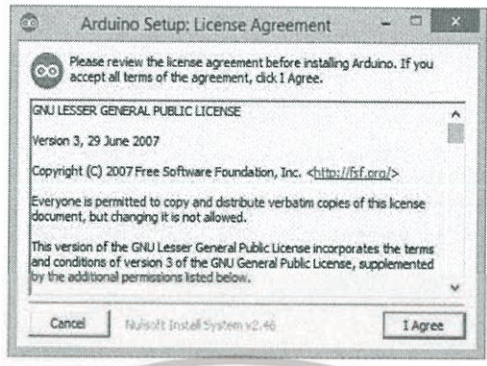 Arduino Setup: License Agreement
Please review the license agreement before installing Arduino. If you
accept all terms of the agreement, click I Agree.
GNU LESSER GENERAL PUBLIC LICENSE
Version 3, 29 June 2007
Copyright (C) 2007 Free Software Foundation, Inc. <http://fsf.org/>
Everyone is permitted to copy and distribute verbatim copies of this license
document, but changing it is not allowed.
This version of the GNU Lesser General Public License incorporates the terms
and conditions of version 3 of the GNU General Public License, supplemented
by the additional permissions listed below.
Cancel
Nullsoft Install System v2.46
I Agree